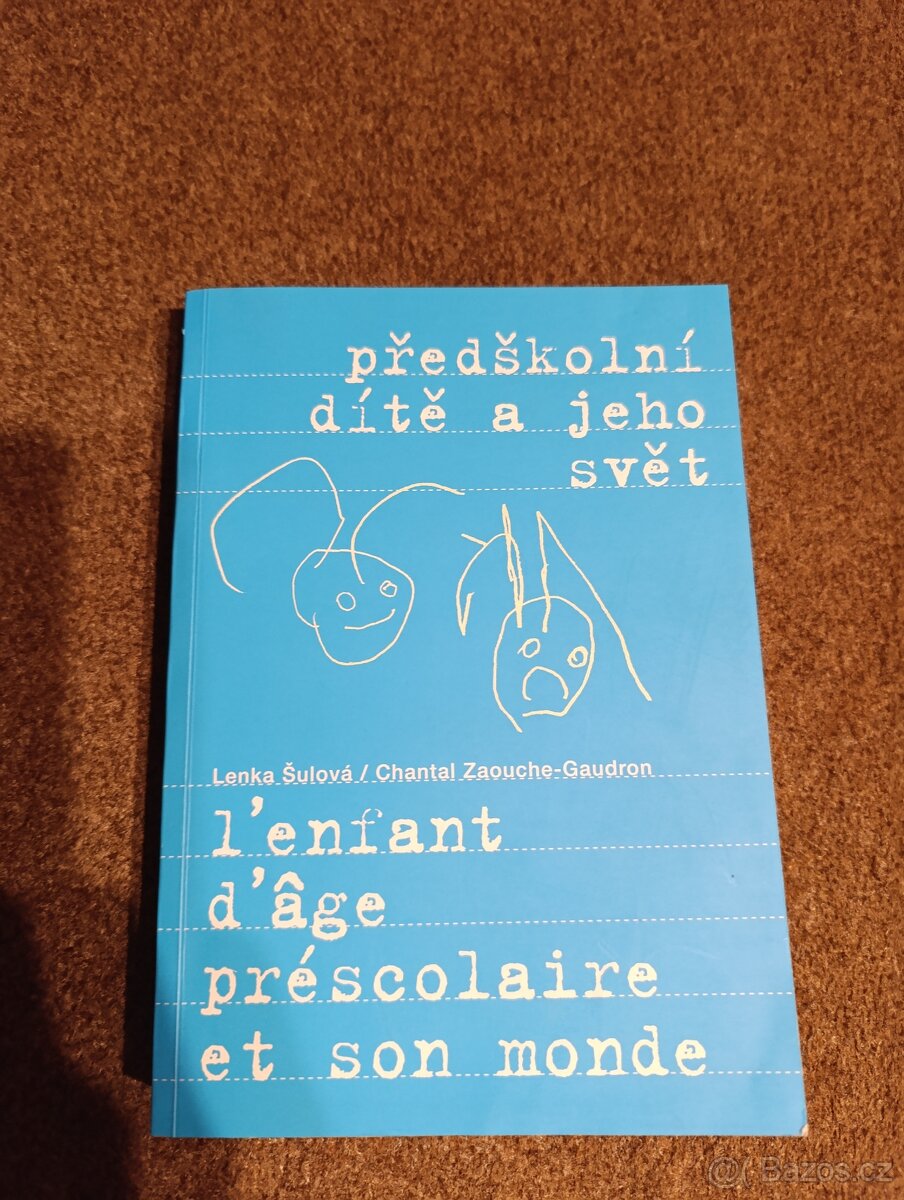 předškolní
dítě a jeho
svět
Lenka Šulová / Chantal Zaouche-Gaudron
l'enfant
d'âge
préscolaire
et son monde
Bazos.cz